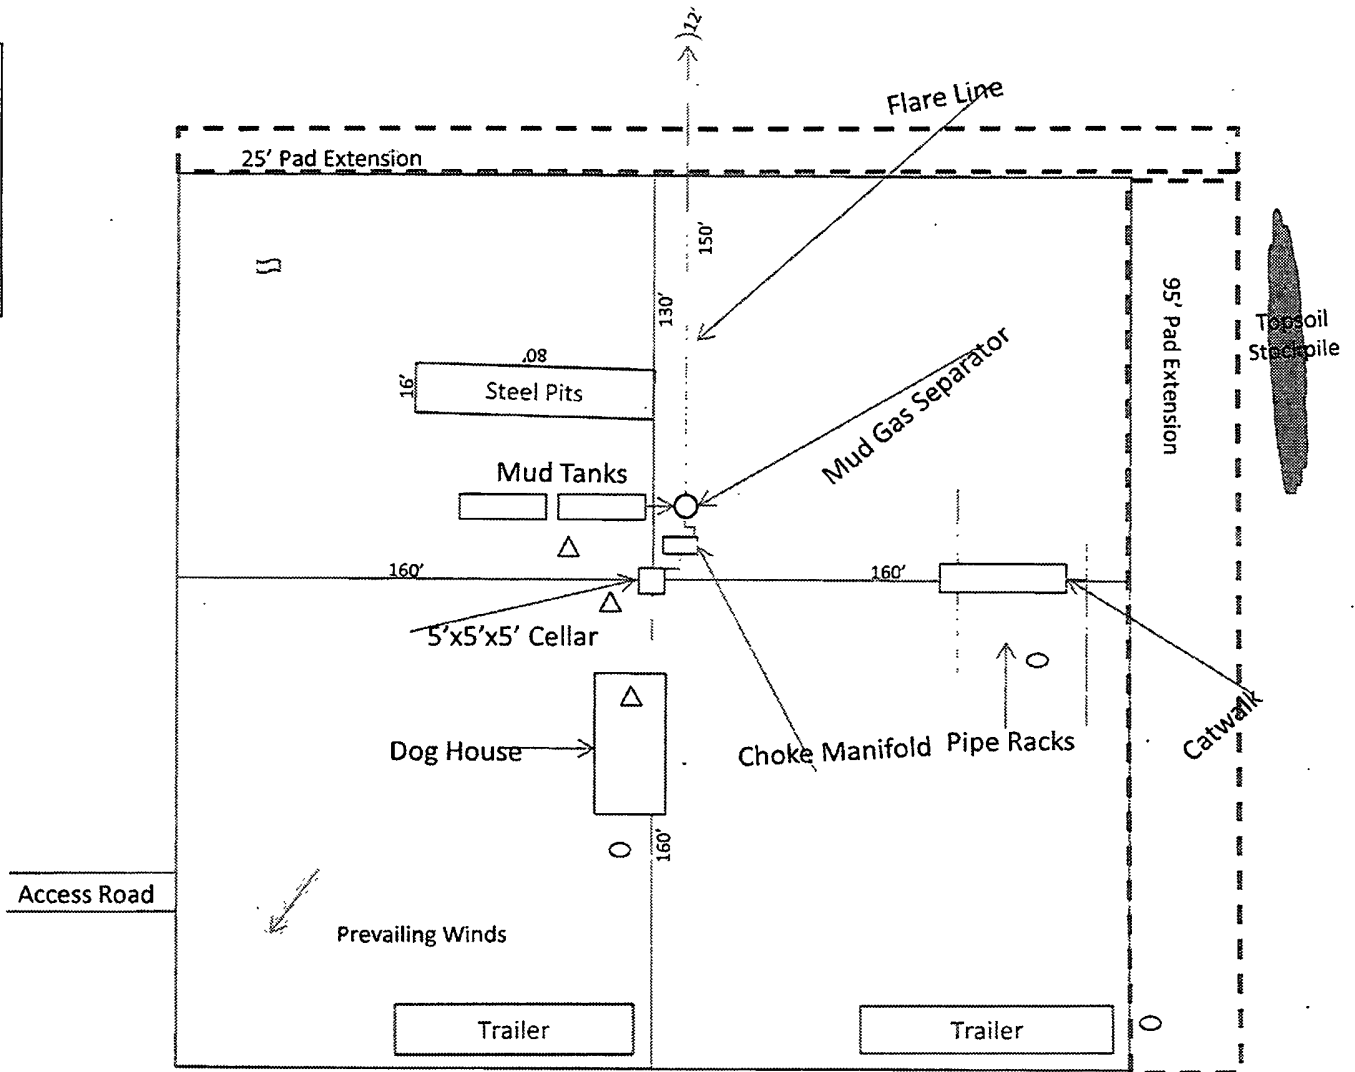 )12'
Flare Line
25' Pad Extension
150'
130'
95' Pad Extension
Topsoil
Stockpile
80'
16'
Steel Pits
Mud Gas Separator
Mud Tanks
160'
160'
5'x5'x5' Cellar
Dog House
Choke Manifold
Pipe Racks
Catwalk
160'
Access Road
Prevailing Winds
Trailer
Trailer